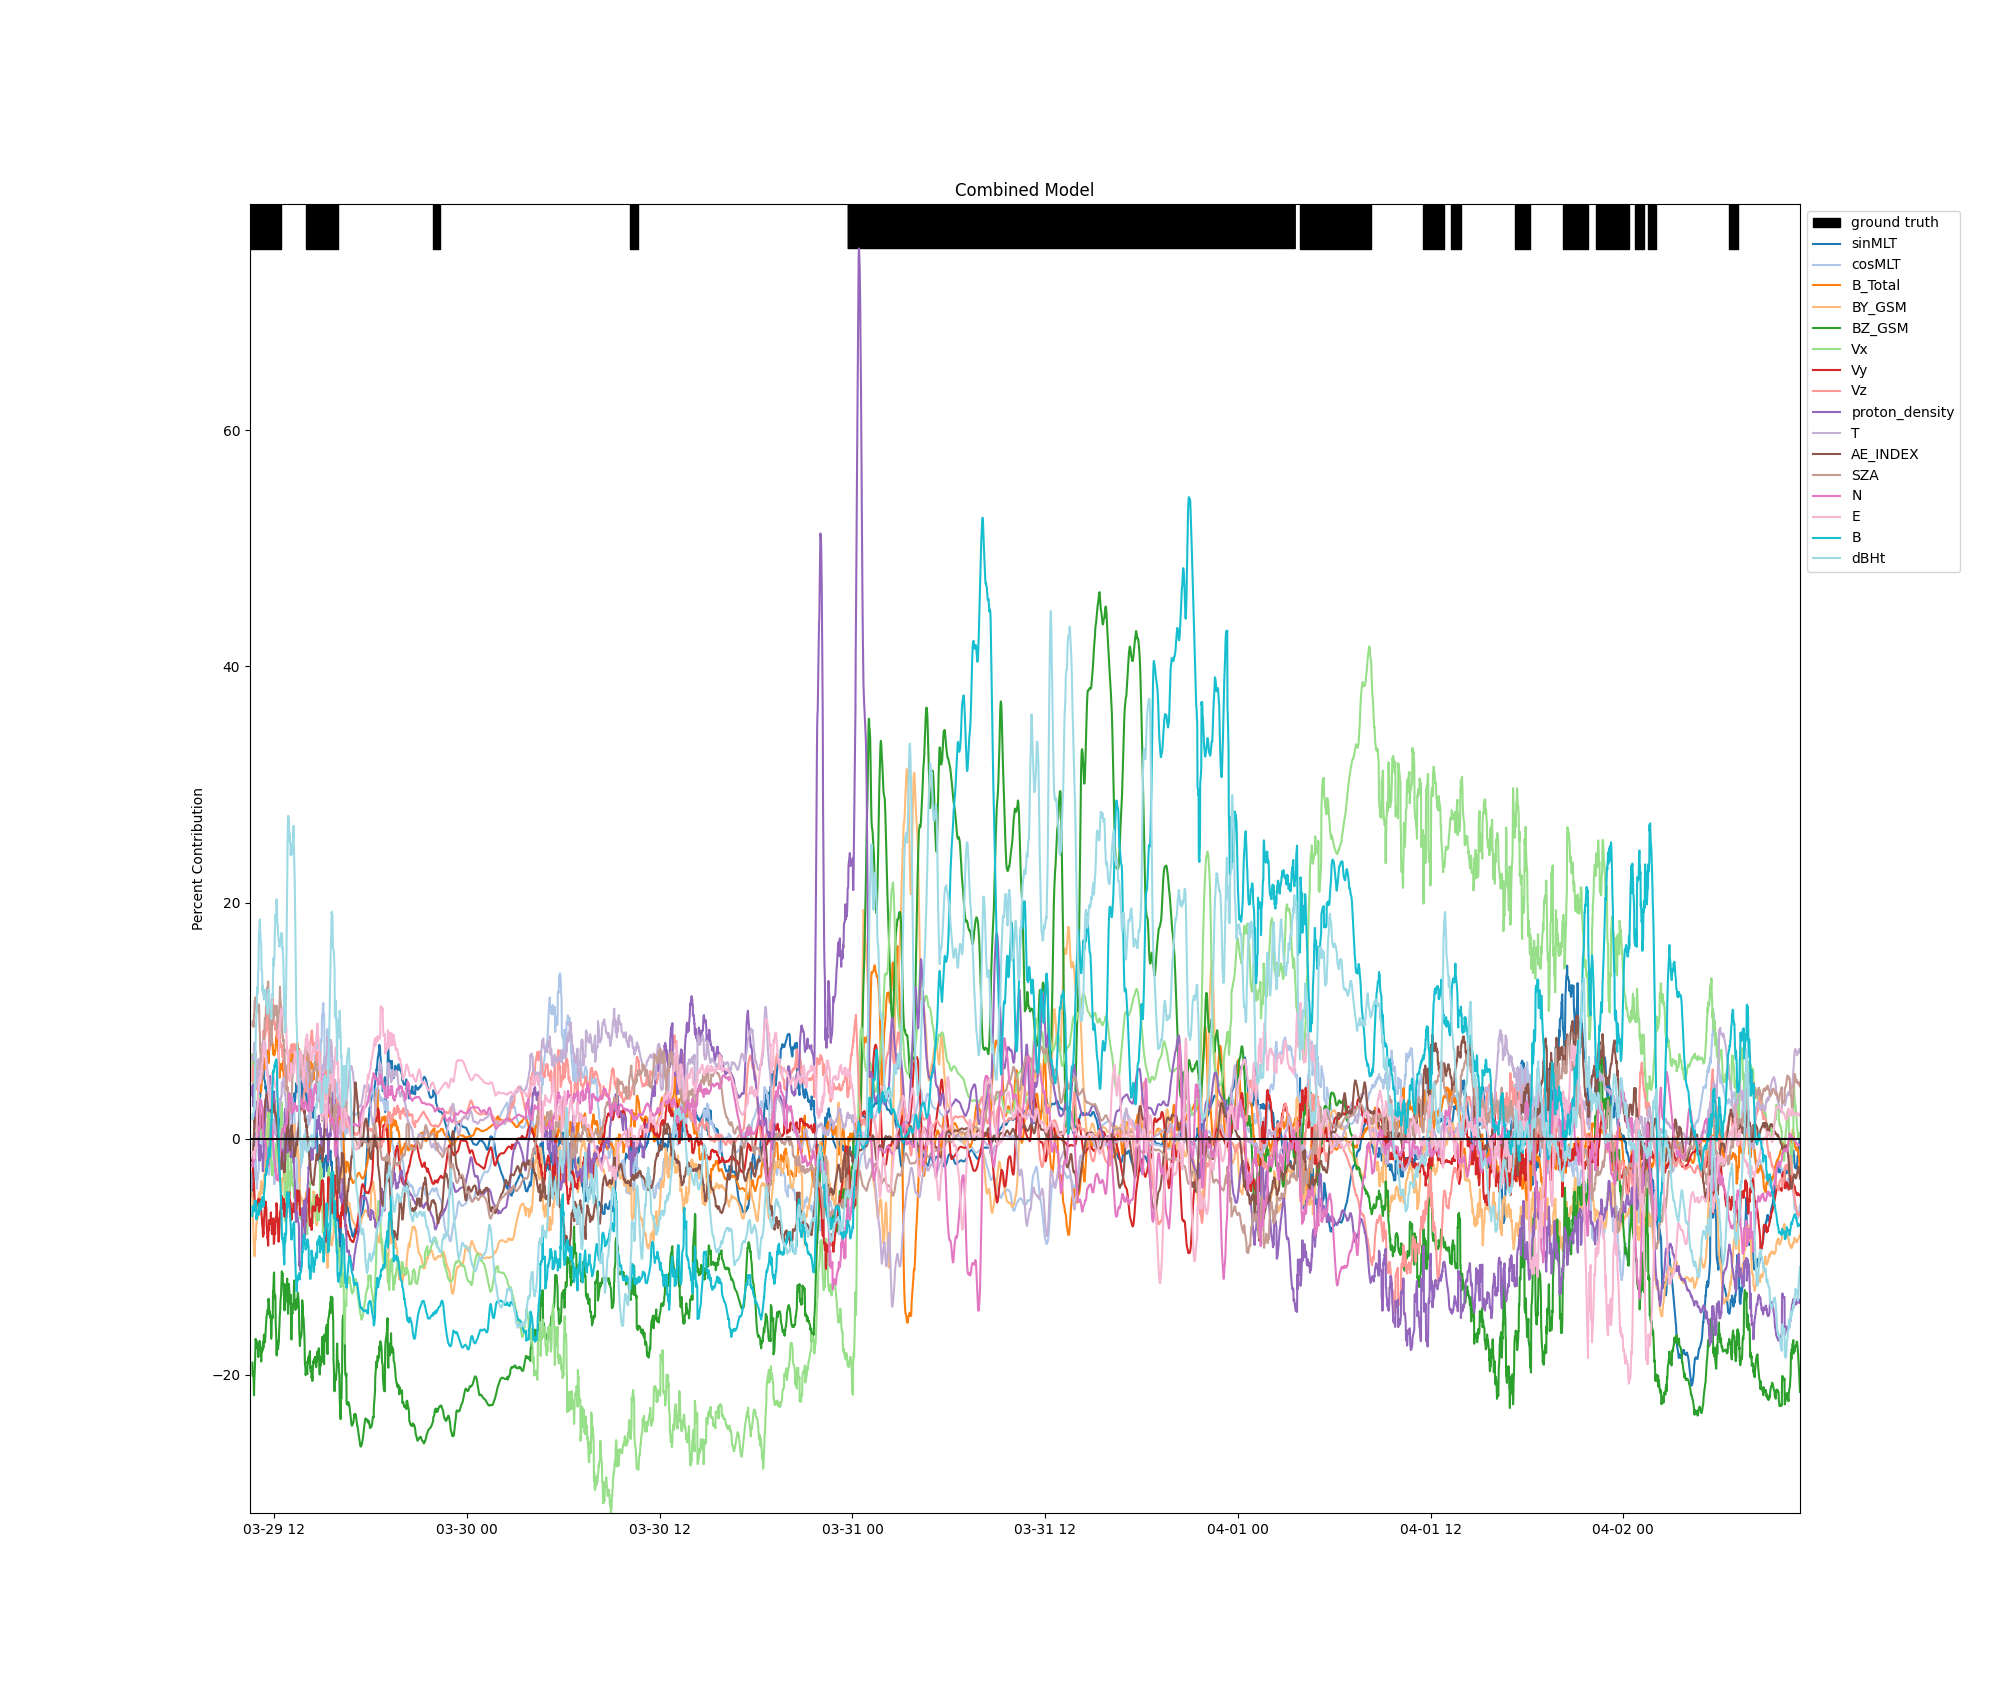 Combined Model
ground truth
sinMLT
cosMLT
B_Total
BY_GSM
BZ_GSM
Vx
Vy
Vz
proton_density
T
AE_INDEX
SZA
N
E
B
dBHt
Percent Contribution
60
40
20
0
−20
03-29 12
03-30 00
03-30 12
03-31 00
03-31 12
04-01 00
04-01 12
04-02 00